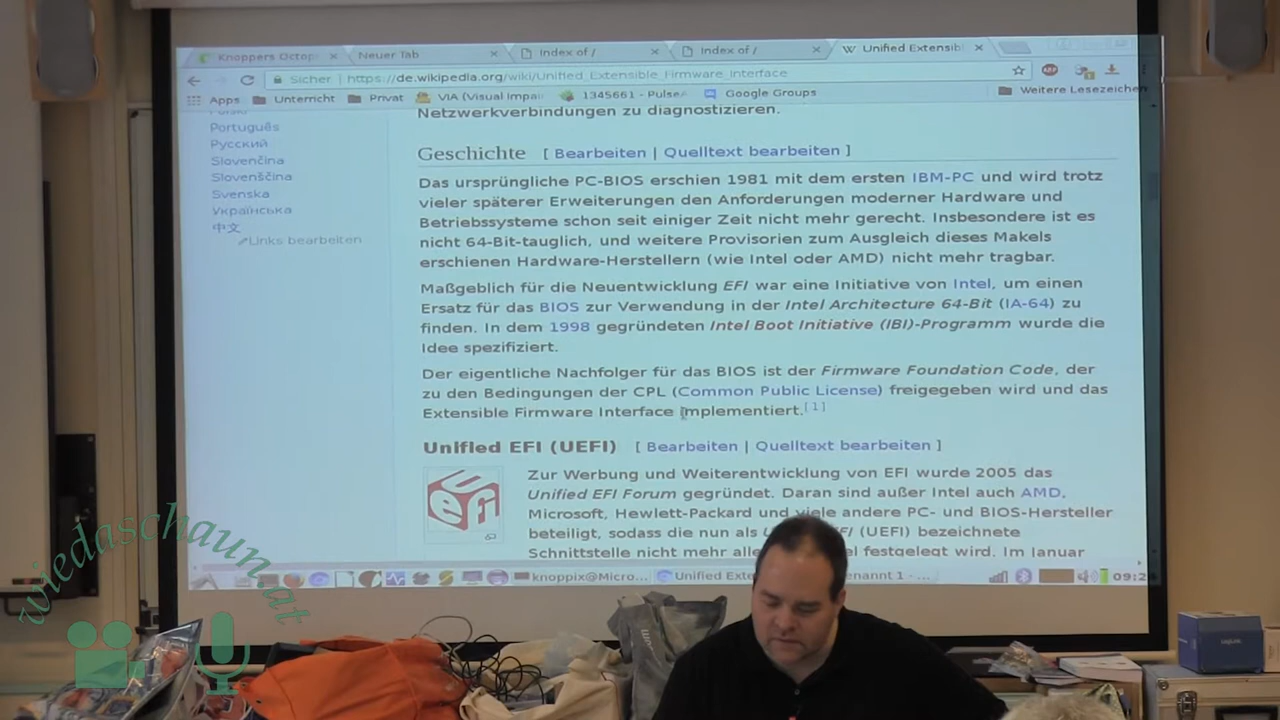 Knoppers Octop
Neuer Tab
Index of /
Index of /
Unified Extensib
Sicher | https://de.wikipedia.org/wiki/Unified_Extensible_Firmware_Interface
Apps Unterricht Privat VIA (Visual Impai 1345661 - Pulse Google Groups Weitere Lesezeichen
Netzwerkverbindungen zu diagnostizieren.
Polski
Português
Русский
Slovenčina
Slovenščina
Svenska
Українська
中文
Links bearbeiten
Geschichte [ Bearbeiten | Quelltext bearbeiten ]
Das ursprüngliche PC-BIOS erschien 1981 mit dem ersten IBM-PC und wird trotz
vieler späterer Erweiterungen den Anforderungen moderner Hardware und
Betriebssysteme schon seit einiger Zeit nicht mehr gerecht. Insbesondere ist es
nicht 64-Bit-tauglich, und weitere Provisorien zum Ausgleich dieses Makels
erschienen Hardware-Herstellern (wie Intel oder AMD) nicht mehr tragbar.
Maßgeblich für die Neuentwicklung EFI war eine Initiative von Intel, um einen
Ersatz für das BIOS zur Verwendung in der Intel Architecture 64-Bit (IA-64) zu
finden. In dem 1998 gegründeten Intel Boot Initiative (IBI)-Programm wurde die
Idee spezifiziert.
Der eigentliche Nachfolger für das BIOS ist der Firmware Foundation Code, der
zu den Bedingungen der CPL (Common Public License) freigegeben wird und das
Extensible Firmware Interface implementiert.[1]
Unified EFI (UEFI) [ Bearbeiten | Quelltext bearbeiten ]
UEFI
Zur Werbung und Weiterentwicklung von EFI wurde 2005 das
Unified EFI Forum gegründet. Daran sind außer Intel auch AMD,
Microsoft, Hewlett-Packard und viele andere PC- und BIOS-Hersteller
beteiligt, sodass die nun als (UEFI) bezeichnete
Schnittstelle nicht mehr festgelegt wird. Im Januar
knoppix@Micro... Unified Exte enannt 1 - ... 09:2
wiedaschaun.at